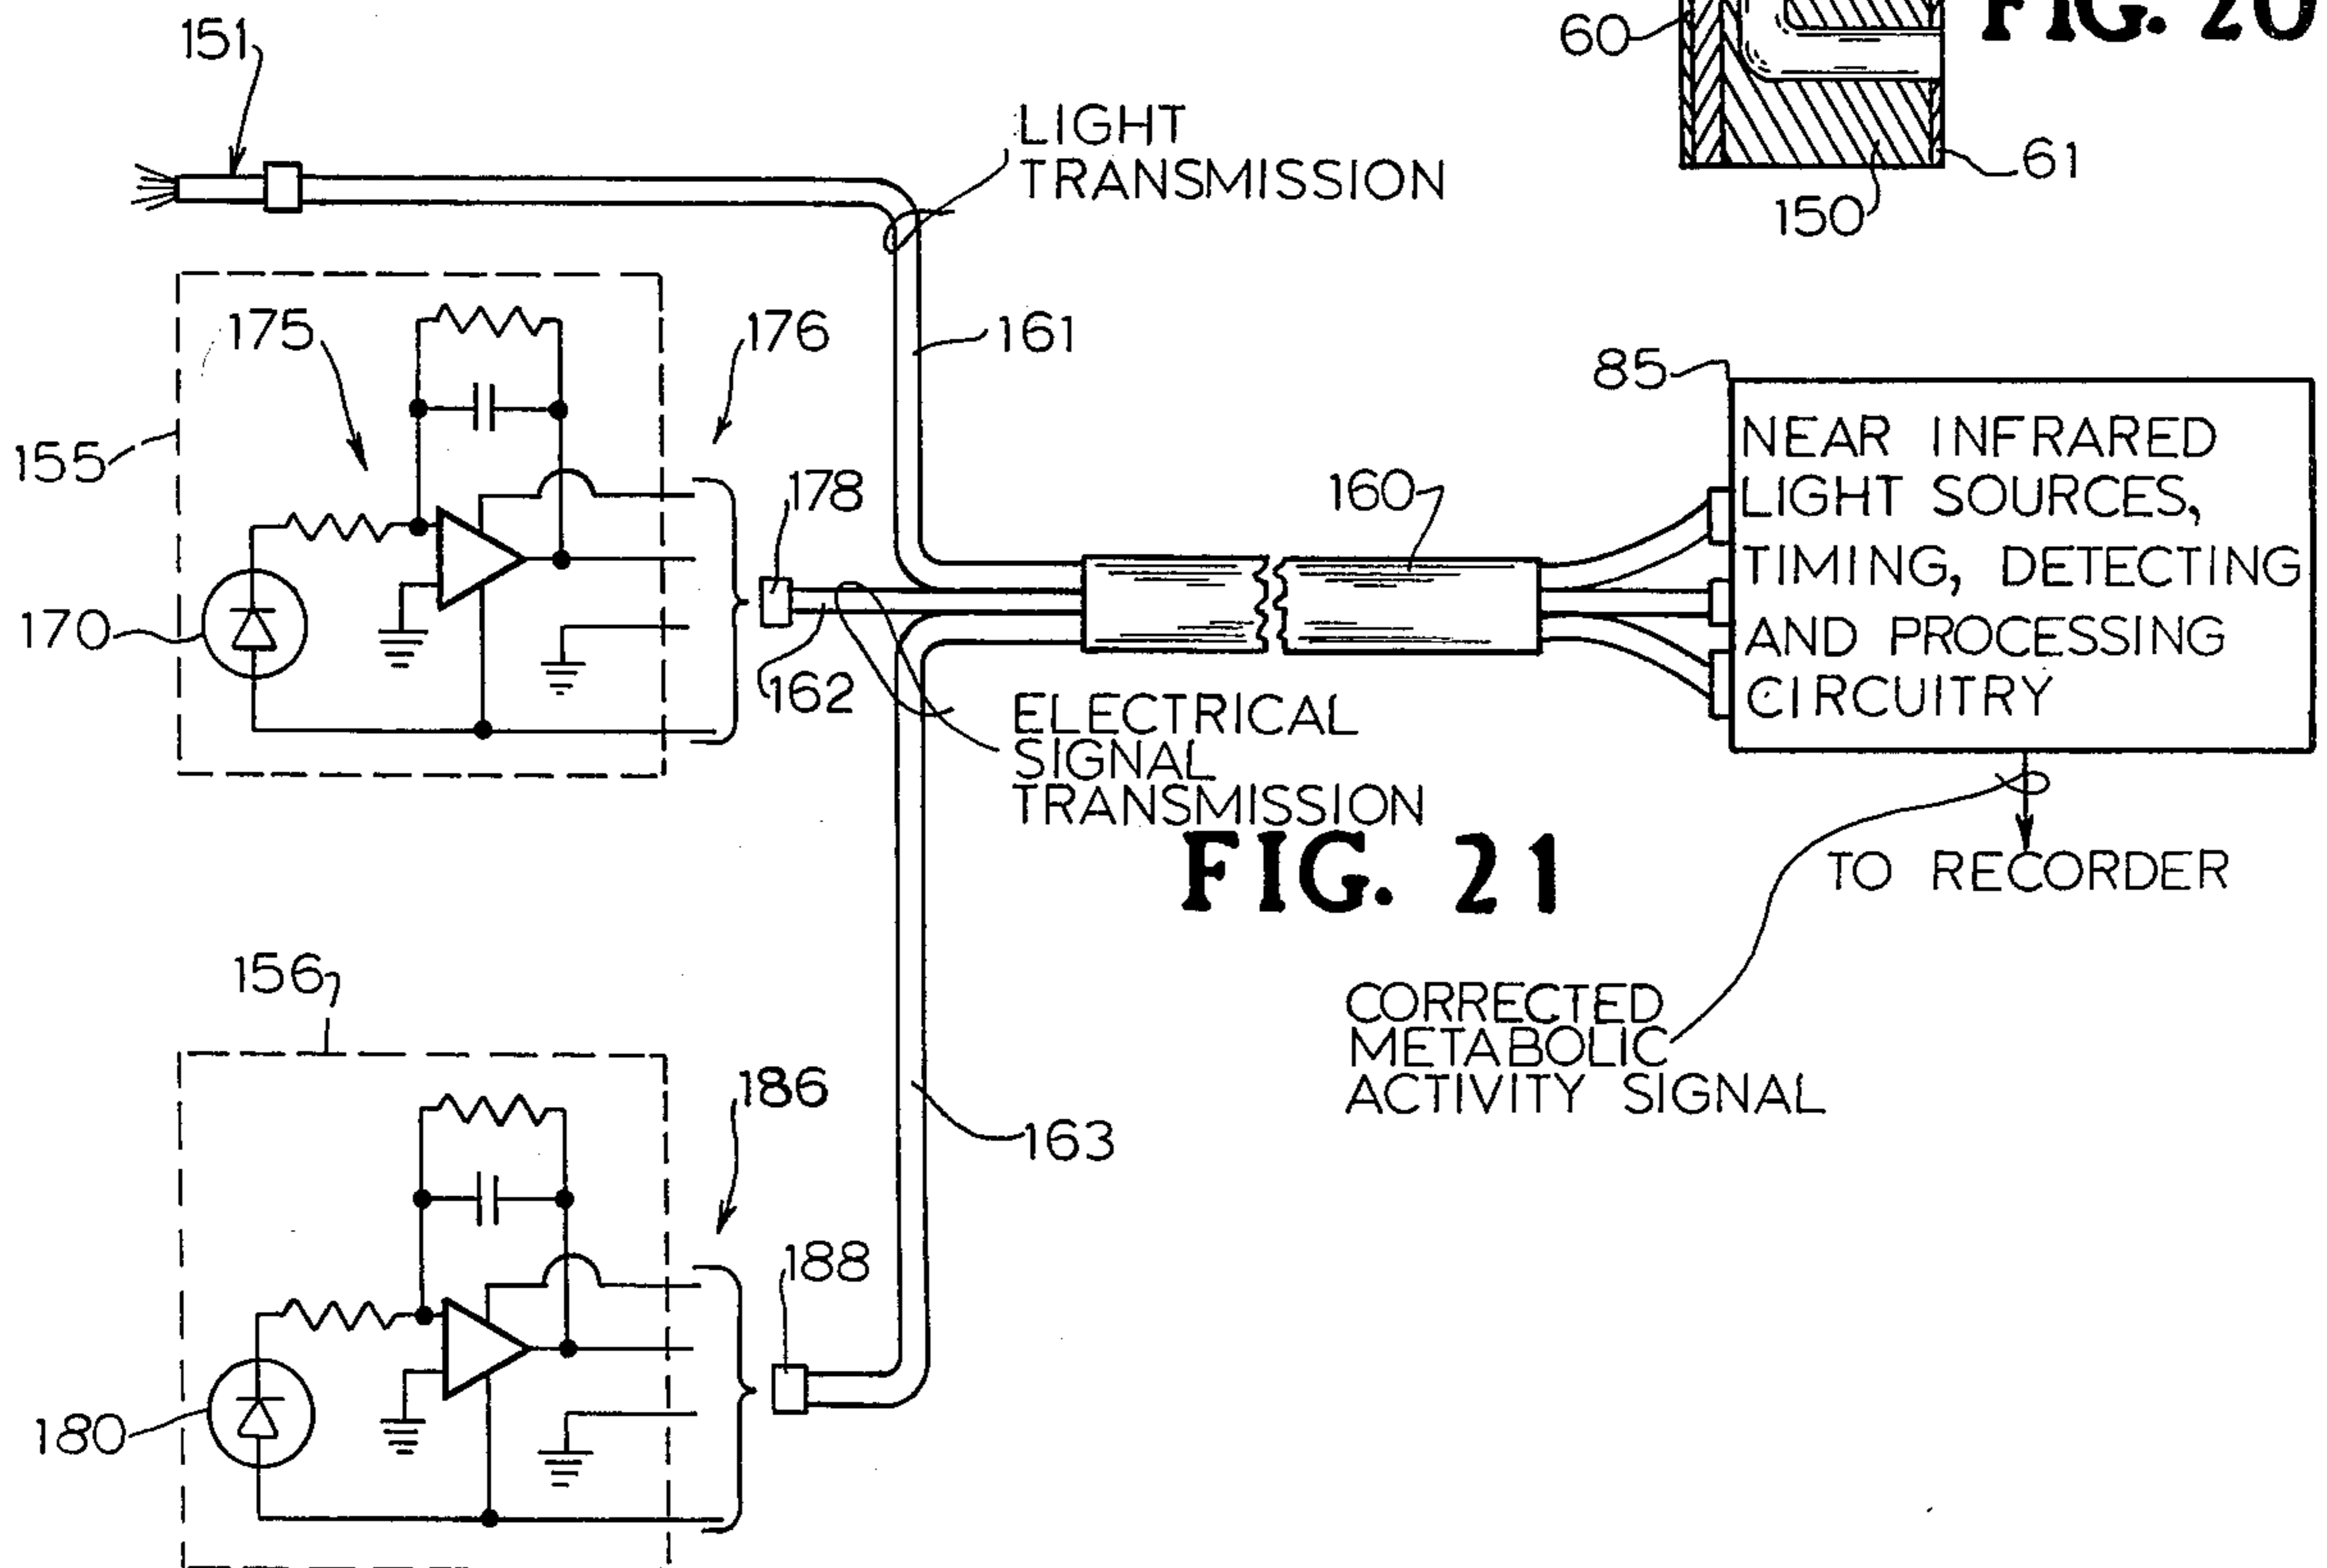 FIG. 20
60
61
150
151
LIGHT
TRANSMISSION
175
176
161
155
178
160
85
NEAR INFRARED
LIGHT SOURCES,
TIMING, DETECTING
AND PROCESSING
CIRCUITRY
170
162
ELECTRICAL
SIGNAL
TRANSMISSION
FIG. 21
TO RECORDER
156
CORRECTED
METABOLIC
ACTIVITY SIGNAL
186
163
188
180